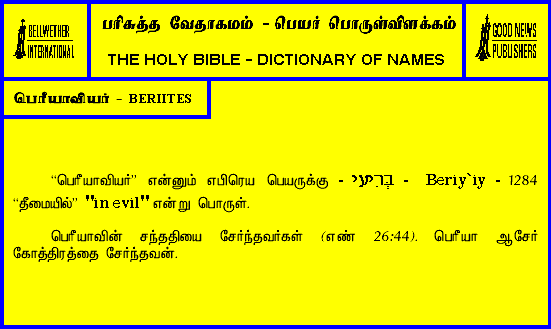 BELLWETHER
INTERNATIONAL
பரிசுத்த வேதாகமம் - பெயர் பொருள்விளக்கம்
THE HOLY BIBLE - DICTIONARY OF NAMES
GOOD NEWS
PUBLISHERS
பெரீயாவியர் - BERIITES
“பெரீயாவியர்” என்னும் எபிரெய பெயருக்கு - בְּרִיעִי - Beriy`iy - 1284
“தீமையில்” "in evil" என்று பொருள்.
பெரீயாவின் சந்ததியை சேர்ந்தவர்கள் (எண் 26:44). பெரீயா ஆசேர்
கோத்திரத்தை சேர்ந்தவன்.